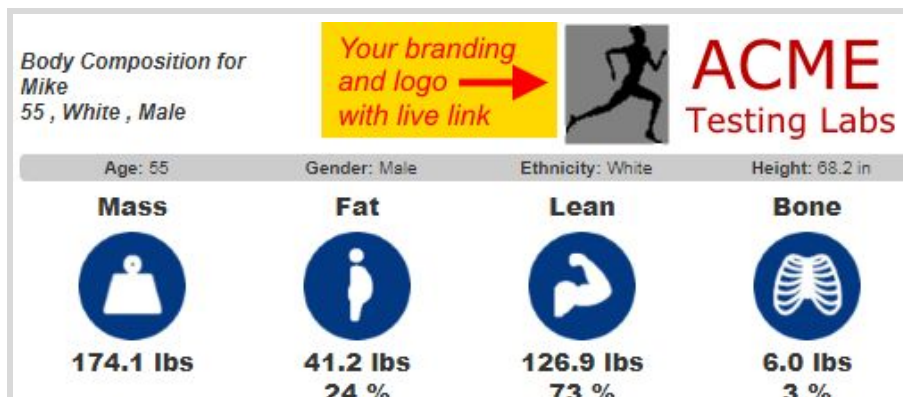 Body Composition for
Mike
55 , White , Male
Your branding
and logo
with live link
ACME
Testing Labs
Age: 55 Gender: Male Ethnicity: White Height: 68.2 in
Mass Fat Lean Bone
174.1 lbs 41.2 lbs 126.9 lbs 6.0 lbs
24 % 73 % 3 %